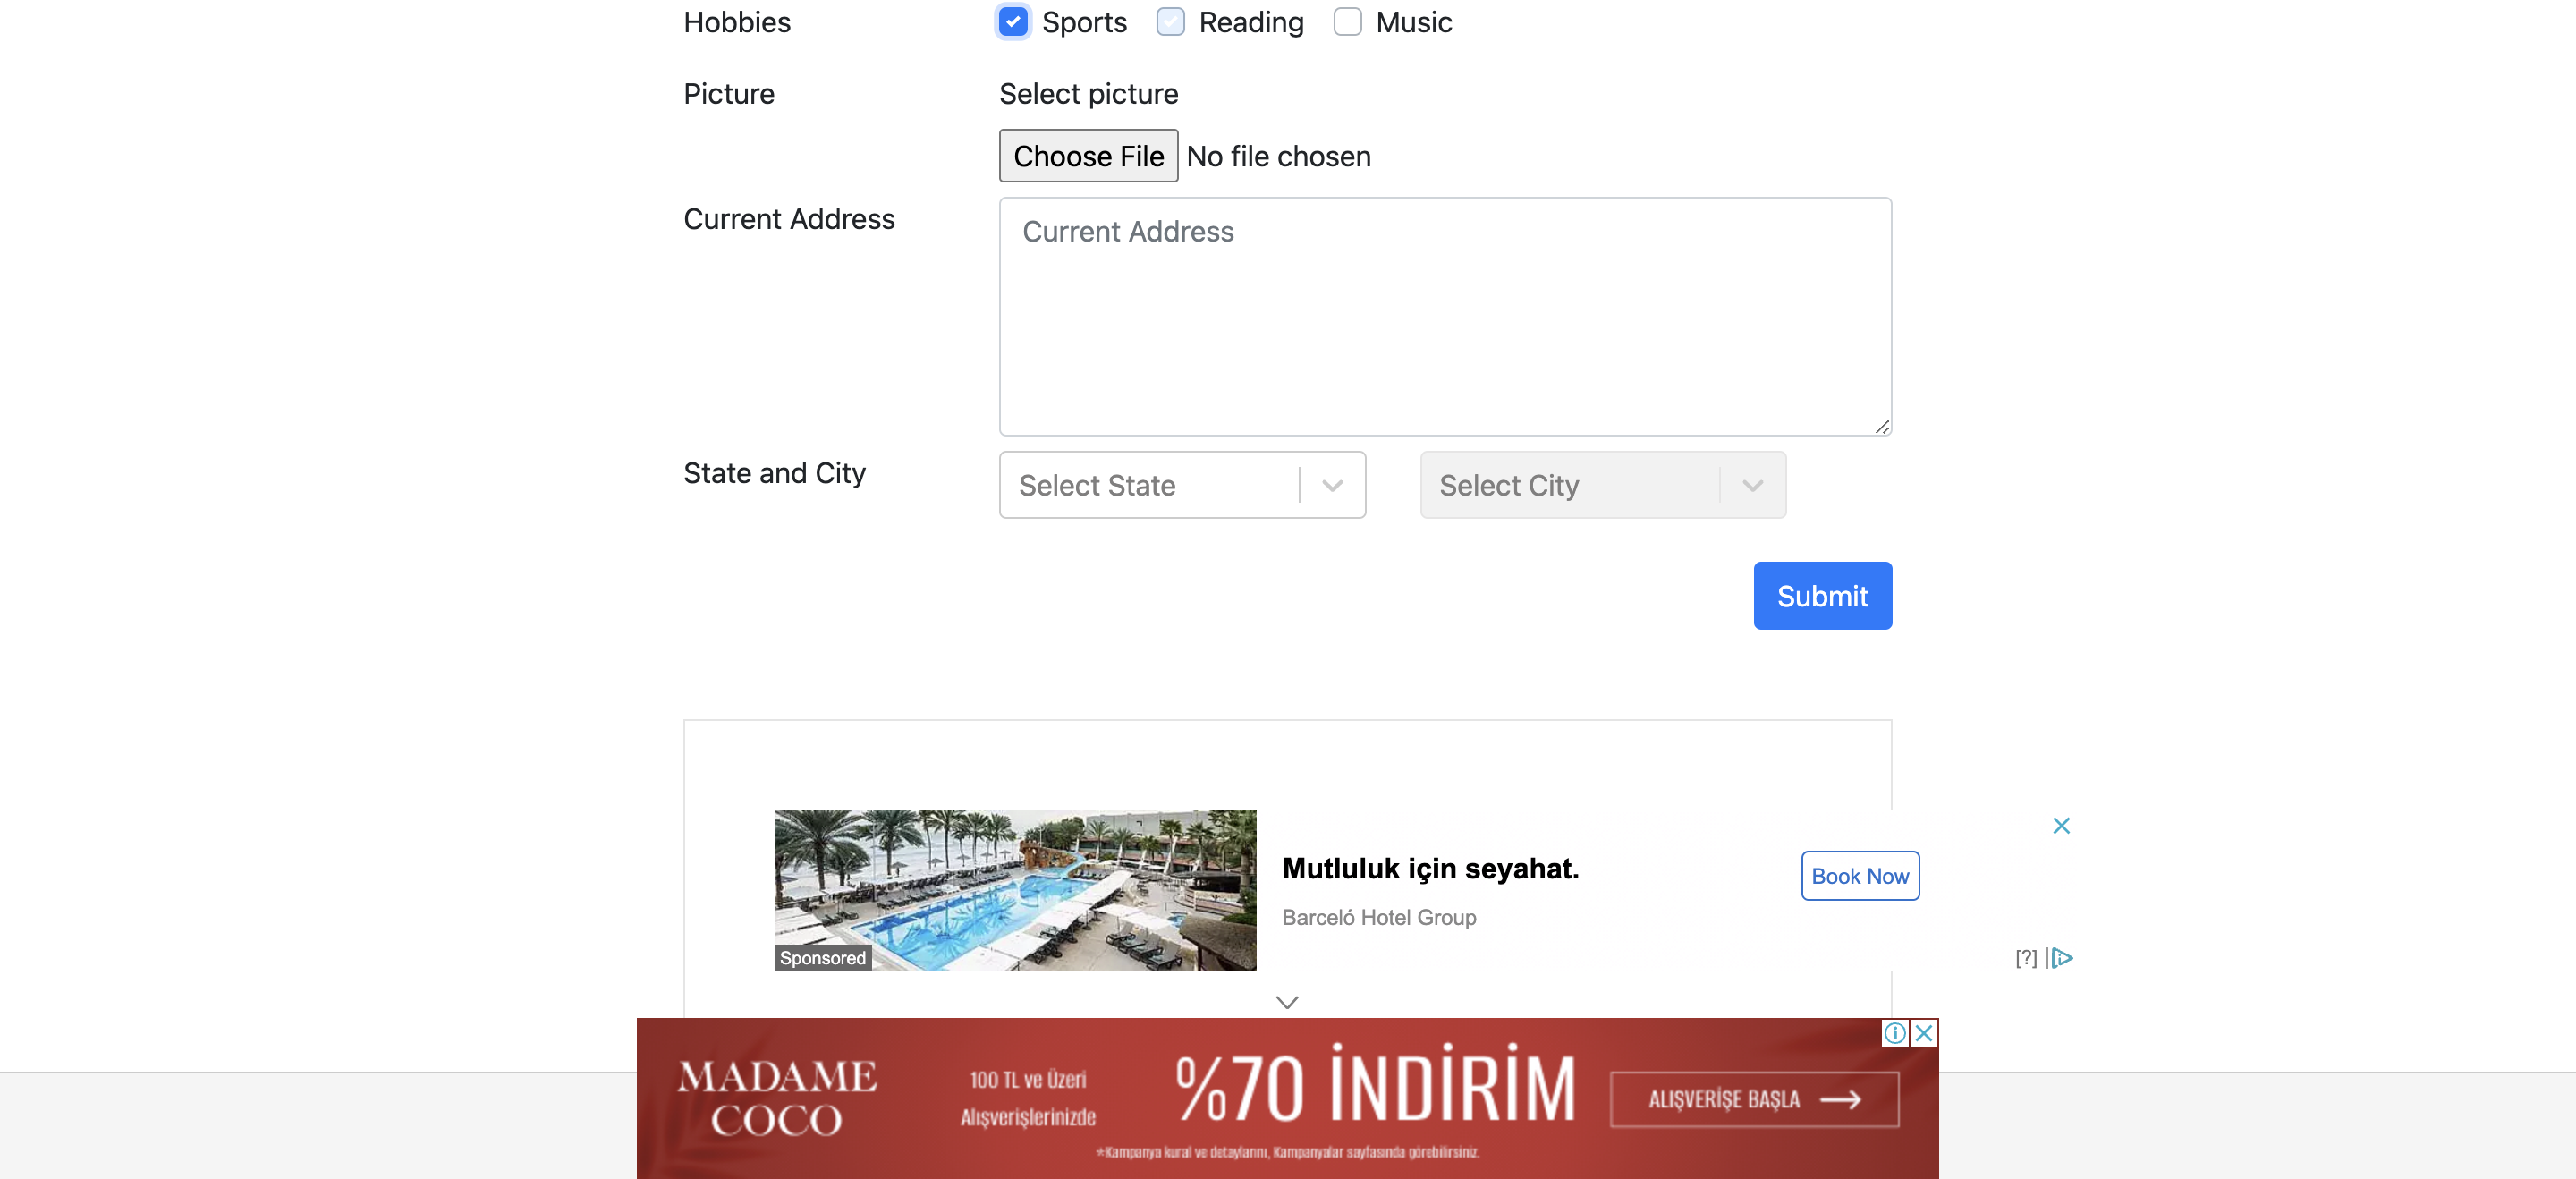 Hobbies
Sports
Reading
Music
Picture
Select picture
Choose File No file chosen
Current Address
Current Address
State and City
Select State
Select City
Submit
Mutluluk için seyahat.
Barceló Hotel Group
Book Now
Sponsored
[?]
MADAME
COCO
100 TL ve Üzeri
Alışverişlerinizde
%70 İNDİRİM
ALIŞVERİŞE BAŞLA
*Kampanya kural ve detaylarını, Kampanyalar sayfasında görebilirsiniz.